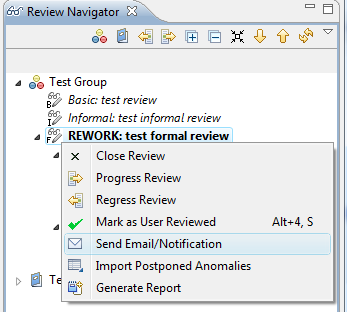 Review Navigator
Test Group
B Basic: test review
I Informal: test informal review
F REWORK: test formal review
Close Review
Progress Review
Regress Review
Mark as User Reviewed Alt+4, S
Send Email/Notification
Import Postponed Anomalies
Generate Report
Te